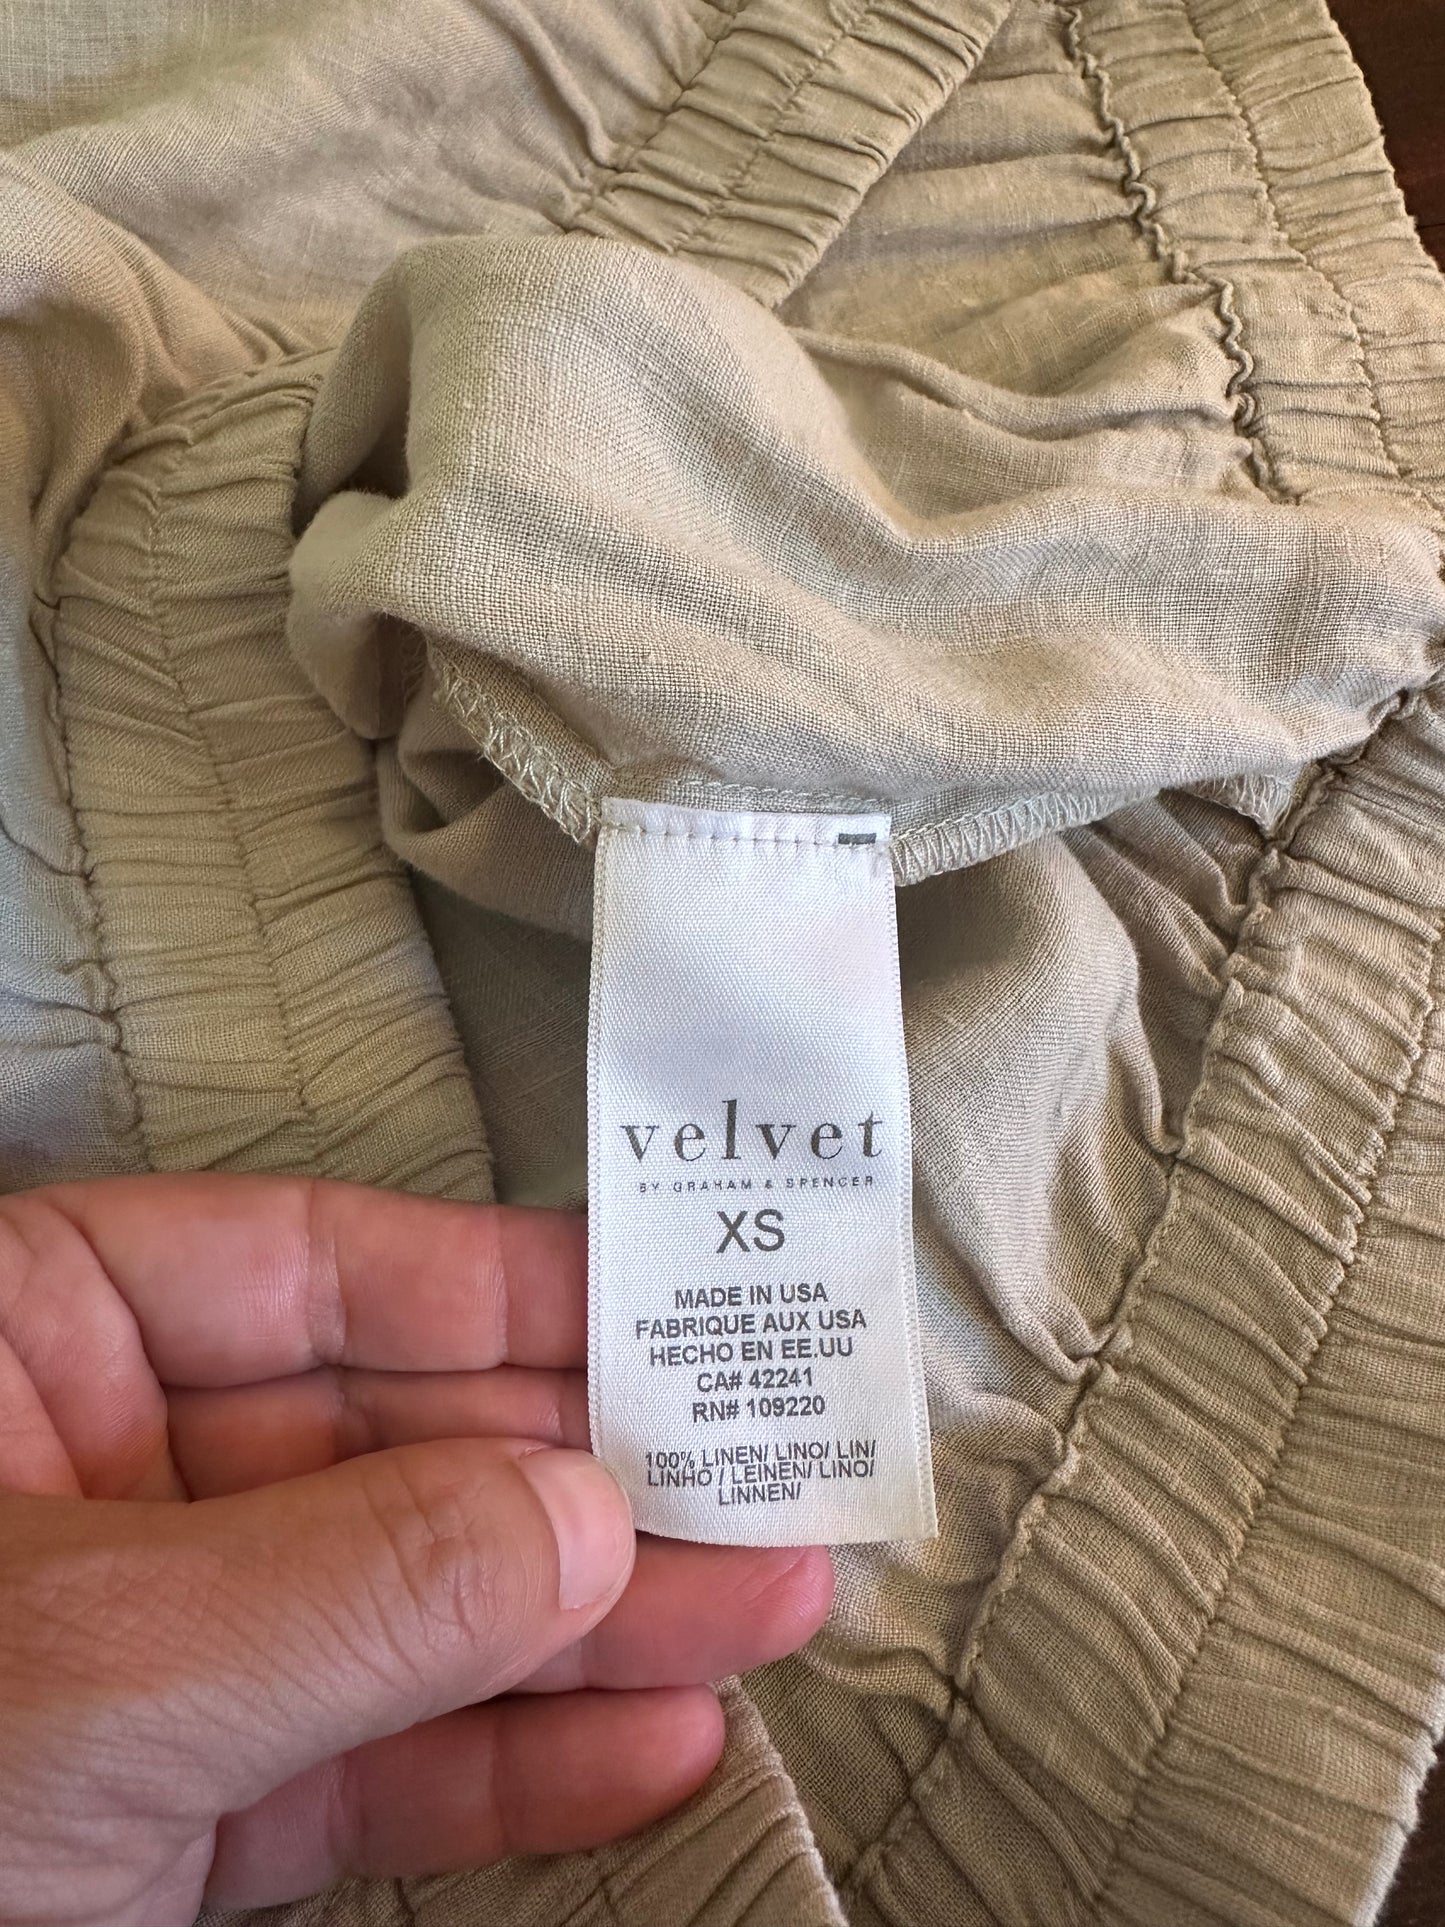 velvet
BY GRAHAM & SPENCER
XS
MADE IN USA
FABRIQUE AUX USA
HECHO EN EE.UU
CA# 42241
RN# 109220
100% LINEN/ LINO/ LIN/
LINHO / LEINEN/ LINO/
LINNEN/